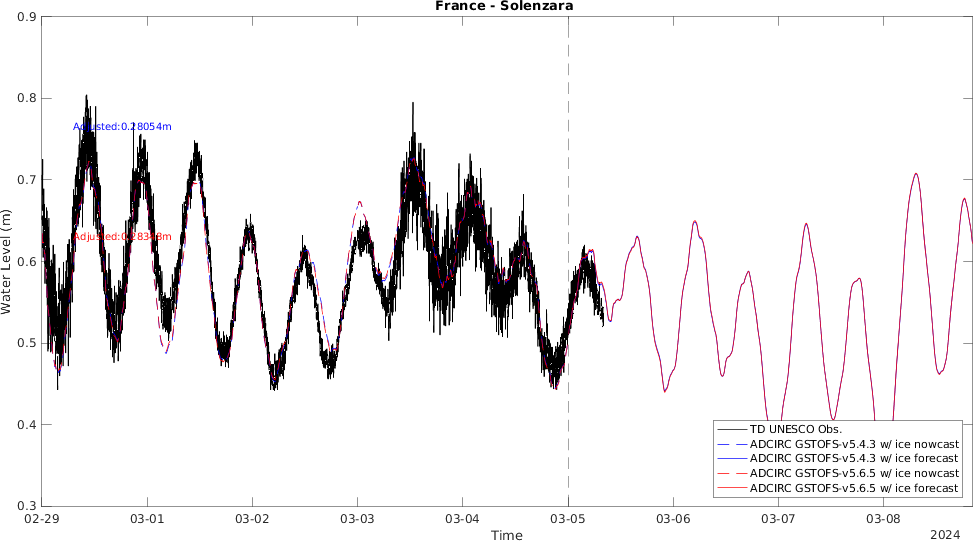 France - Solenzara
0.9
0.8
0.7
0.6
0.5
0.4
0.3
Water Level (m)
Adjusted:0.28054m
TD UNESCO Obs.
ADCIRC GSTOFS-v5.4.3 w/ ice nowcast
ADCIRC GSTOFS-v5.4.3 w/ ice forecast
ADCIRC GSTOFS-v5.6.5 w/ ice nowcast
ADCIRC GSTOFS-v5.6.5 w/ ice forecast
02-29 03-01 03-02 03-03 03-04 03-05 03-06 03-07 03-08
Time
2024